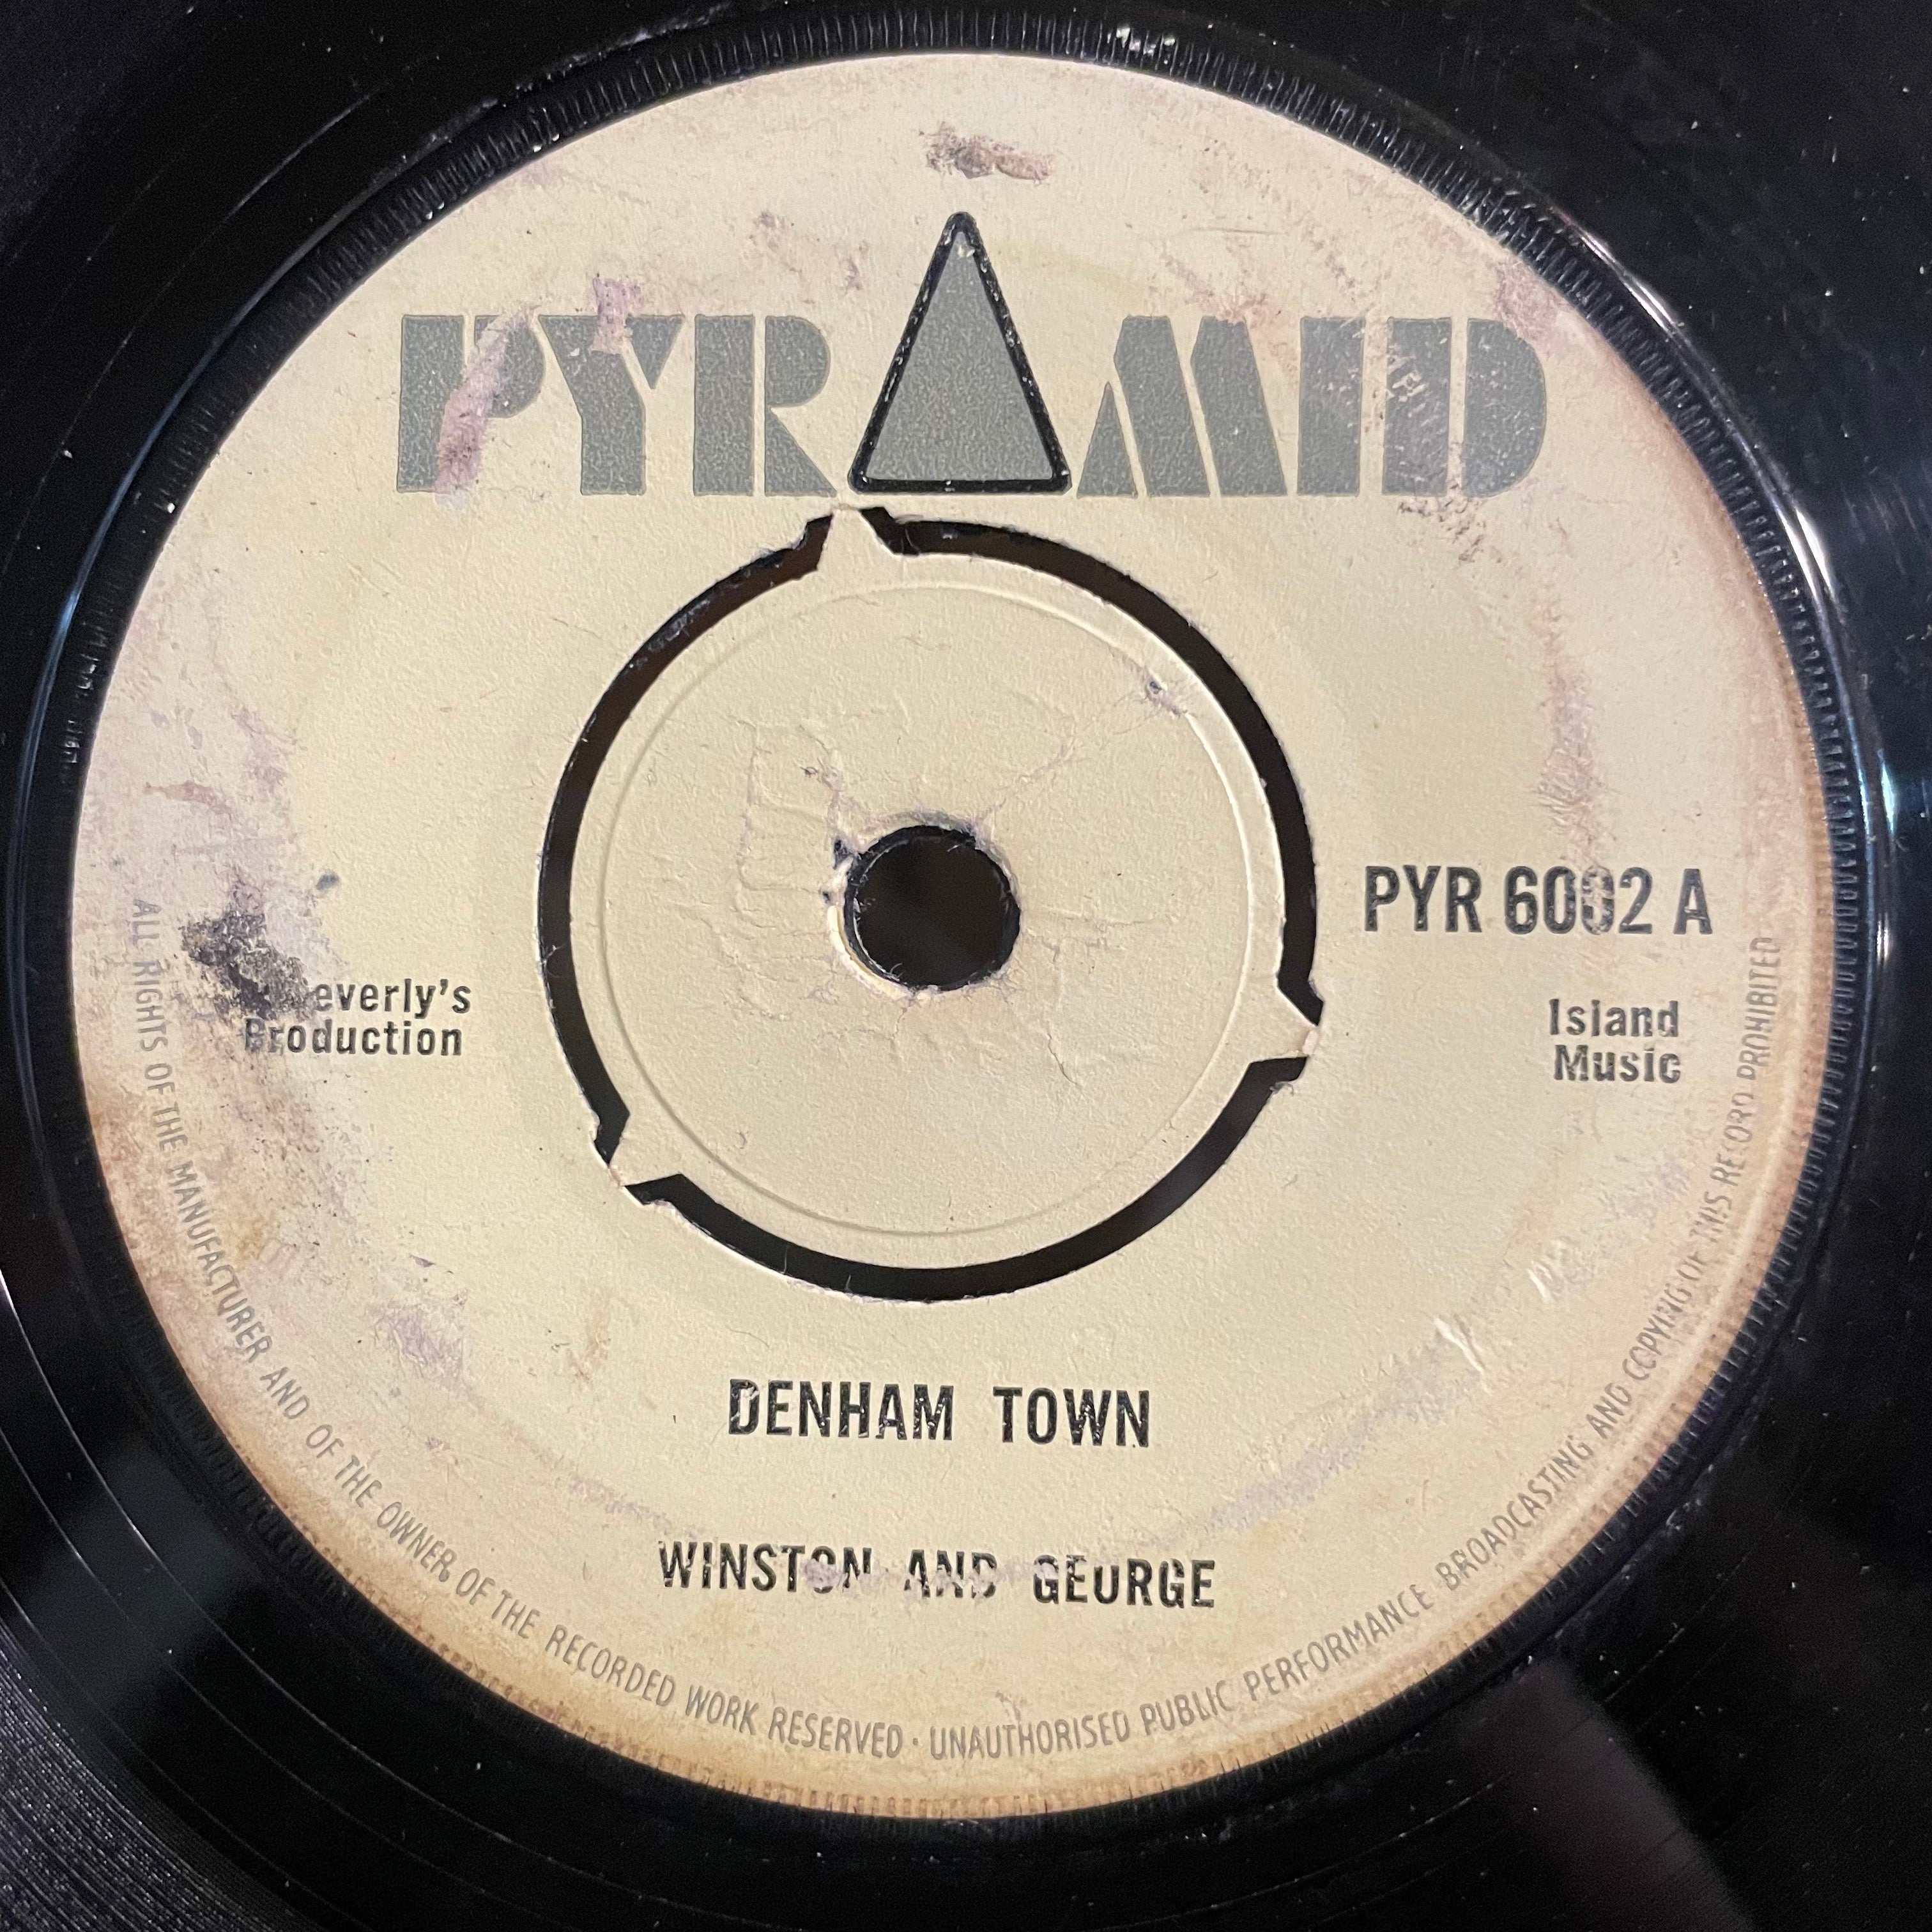 PYRAMID
PYR 6002 A
everly's
Production
Island
Music
DENHAM TOWN
WINSTON AND GEORGE
ALL RIGHTS OF THE MANUFACTURER AND OF THE OWNER OF THE RECORDED WORK RESERVED · UNAUTHORISED PUBLIC PERFORMANCE BROADCASTING AND COPYING OF THIS RECORD PROHIBITED